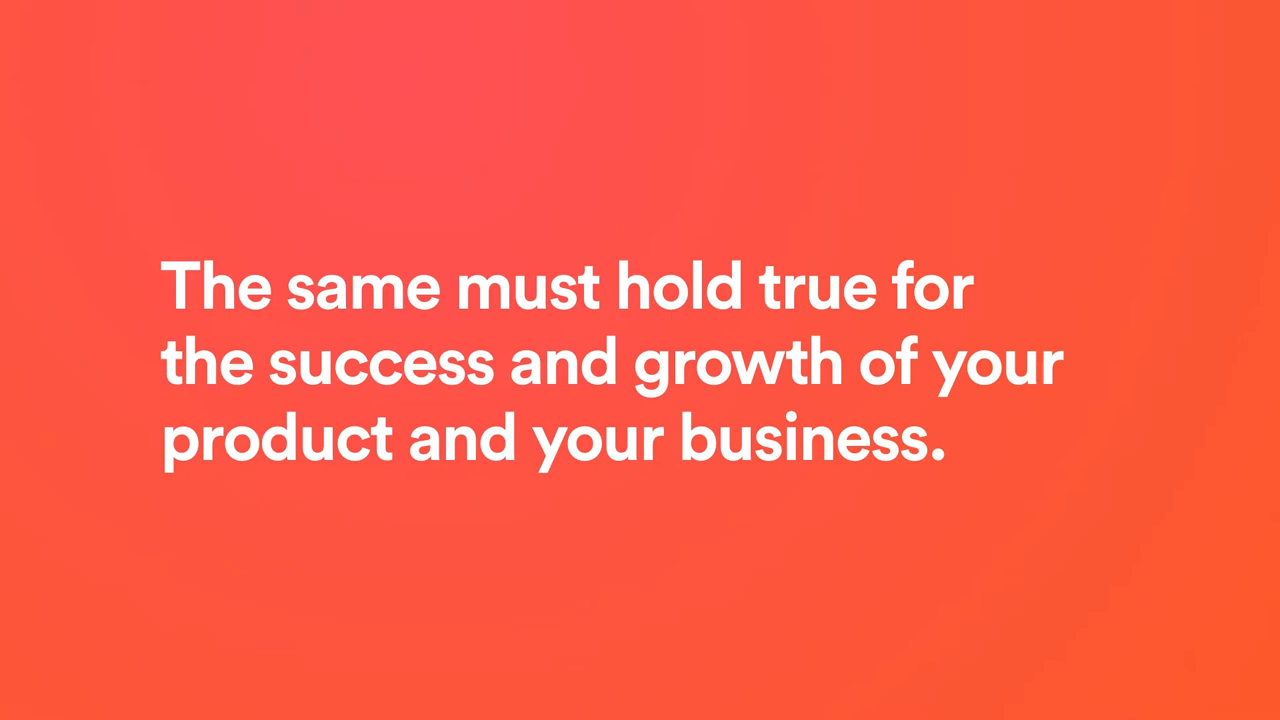 The same must hold true for
the success and growth of your
product and your business.